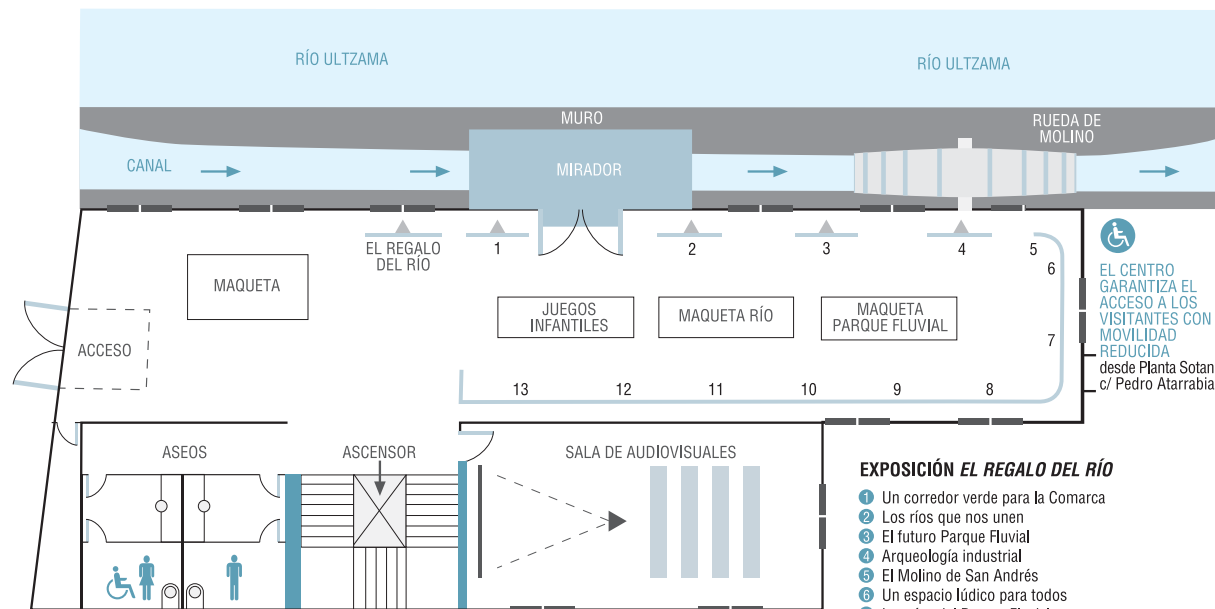 RÍO ULTZAMA
RÍO ULTZAMA
MURO
RUEDA DE
MOLINO
CANAL
MIRADOR
EL REGALO
DEL RÍO
1
2
3
4
5
6
7
MAQUETA
JUEGOS
INFANTILES
MAQUETA RÍO
MAQUETA
PARQUE FLUVIAL
ACCESO
13
12
11
10
9
8
EL CENTRO
GARANTIZA EL
ACCESO A LOS
VISITANTES CON
MOVILIDAD
REDUCIDA
desde Planta Sotan
c/ Pedro Atarrabia
ASEOS
ASCENSOR
SALA DE AUDIOVISUALES
EXPOSICIÓN EL REGALO DEL RÍO
1 Un corredor verde para la Comarca
2 Los ríos que nos unen
3 El futuro Parque Fluvial
4 Arqueología industrial
5 El Molino de San Andrés
6 Un espacio lúdico para todos